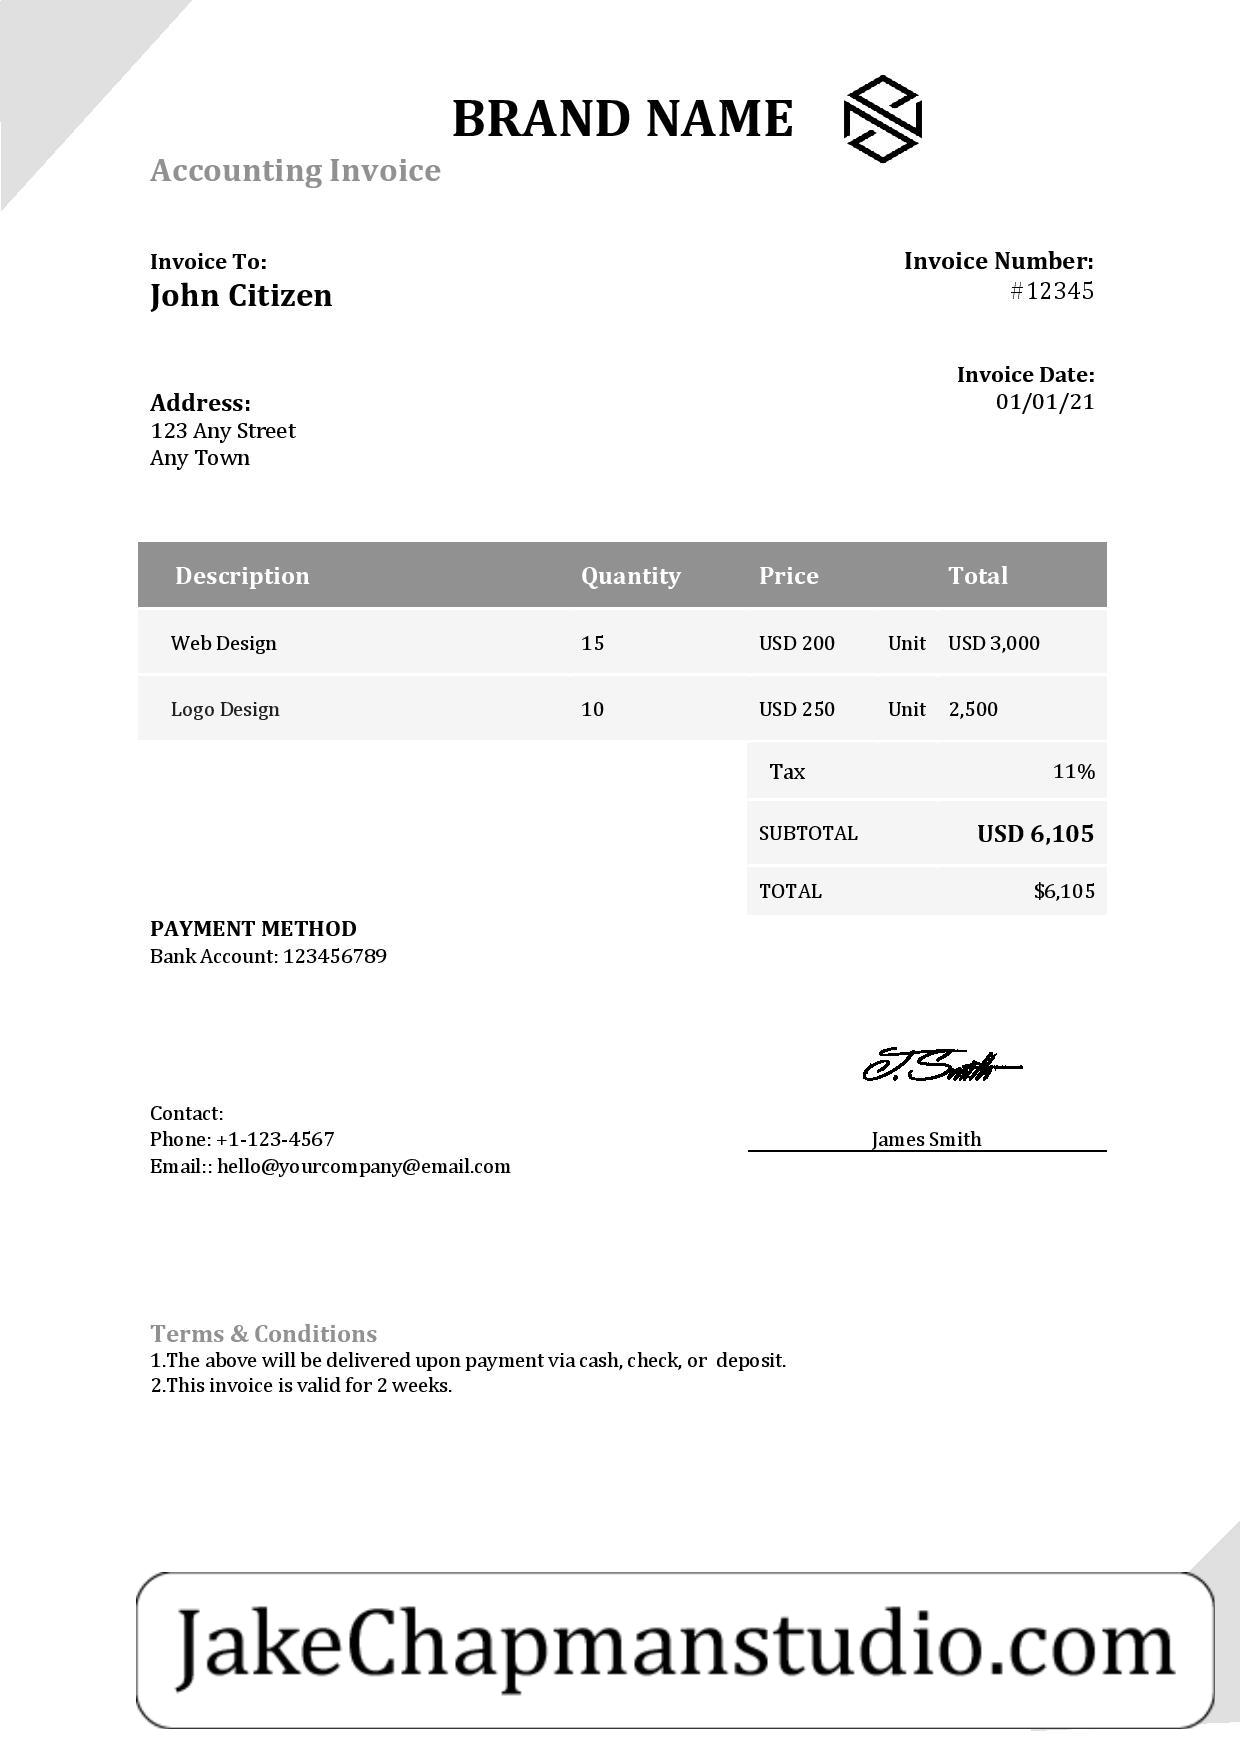 BRAND NAME
Accounting Invoice
Invoice To:
John Citizen
Invoice Number:
#12345
Invoice Date:
01/01/21
Address:
123 Any Street
Any Town
Description Quantity Price Total
Web Design 15 USD 200 Unit USD 3,000
Logo Design 10 USD 250 Unit 2,500
Tax 11%
SUBTOTAL USD 6,105
TOTAL $6,105
PAYMENT METHOD
Bank Account: 123456789
J.Smith
Contact:
Phone: +1-123-4567
Email:: hello@yourcompany@email.com
James Smith
Terms & Conditions
1.The above will be delivered upon payment via cash, check, or  deposit.
2.This invoice is valid for 2 weeks.
JakeChapmanstudio.com